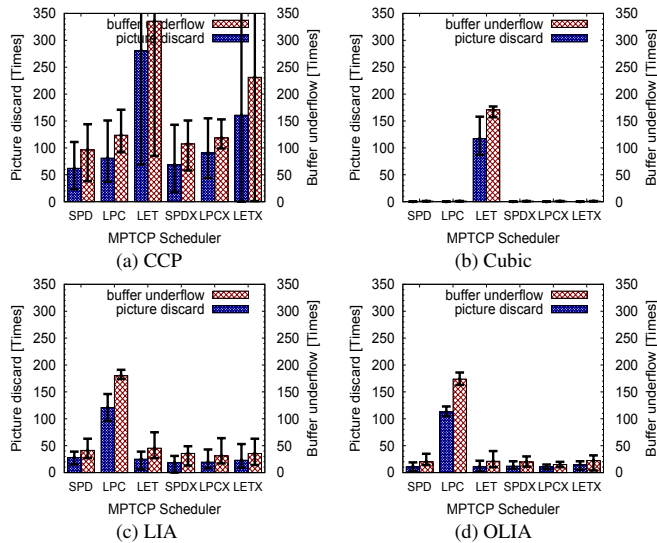 350 350
buffer underflow
300 picture discard 300
250 250
200 200
150 150
100 100
50 50
0 0
Picture discard [Times]
Buffer underflow [Times]
SPD LPC LET SPDX LPCX LETX
MPTCP Scheduler
(a) CCP
350 350
buffer underflow
300 picture discard 300
250 250
200 200
150 150
100 100
50 50
0 0
Picture discard [Times]
Buffer underflow [Times]
SPD LPC LET SPDX LPCX LETX
MPTCP Scheduler
(b) Cubic
350 350
buffer underflow
300 picture discard 300
250 250
200 200
150 150
100 100
50 50
0 0
Picture discard [Times]
Buffer underflow [Times]
SPD LPC LET SPDX LPCX LETX
MPTCP Scheduler
(c) LIA
350 350
buffer underflow
300 picture discard 300
250 250
200 200
150 150
100 100
50 50
0 0
Picture discard [Times]
Buffer underflow [Times]
SPD LPC LET SPDX LPCX LETX
MPTCP Scheduler
(d) OLIA